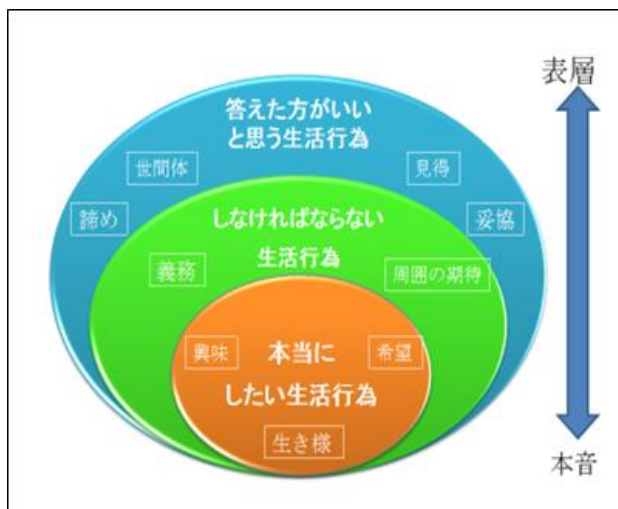 表層
答えた方がいい
と思う生活行為
世間体
見得
諦め
妥協
しなければならない
生活行為
義務
周囲の期待
興味
本当に
希望
したい生活行為
生き様
本音